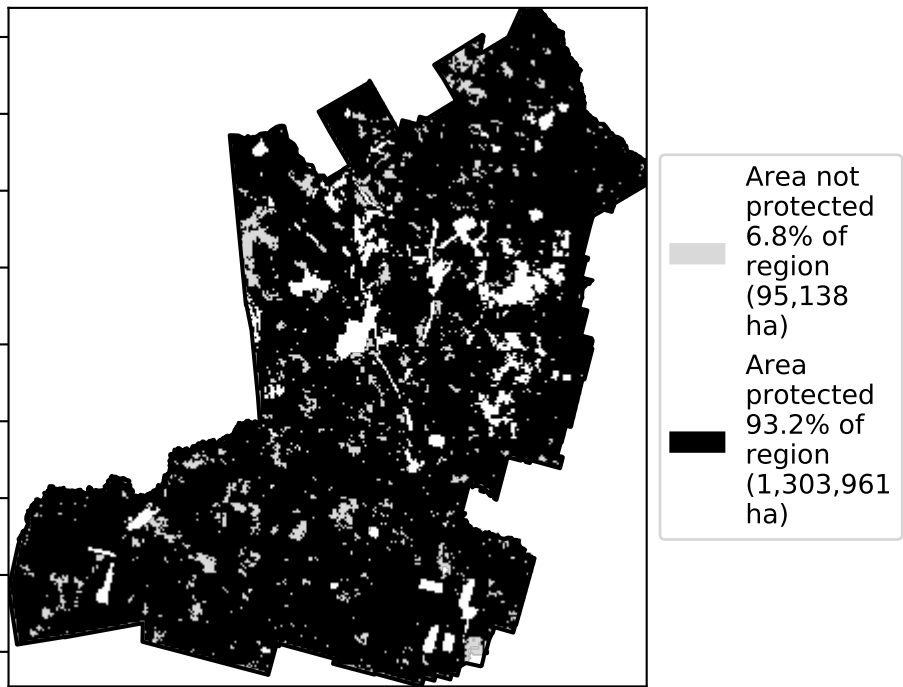 Area not
protected
6.8% of
region
(95,138
ha)
Area
protected
93.2% of
region
(1,303,961
ha)